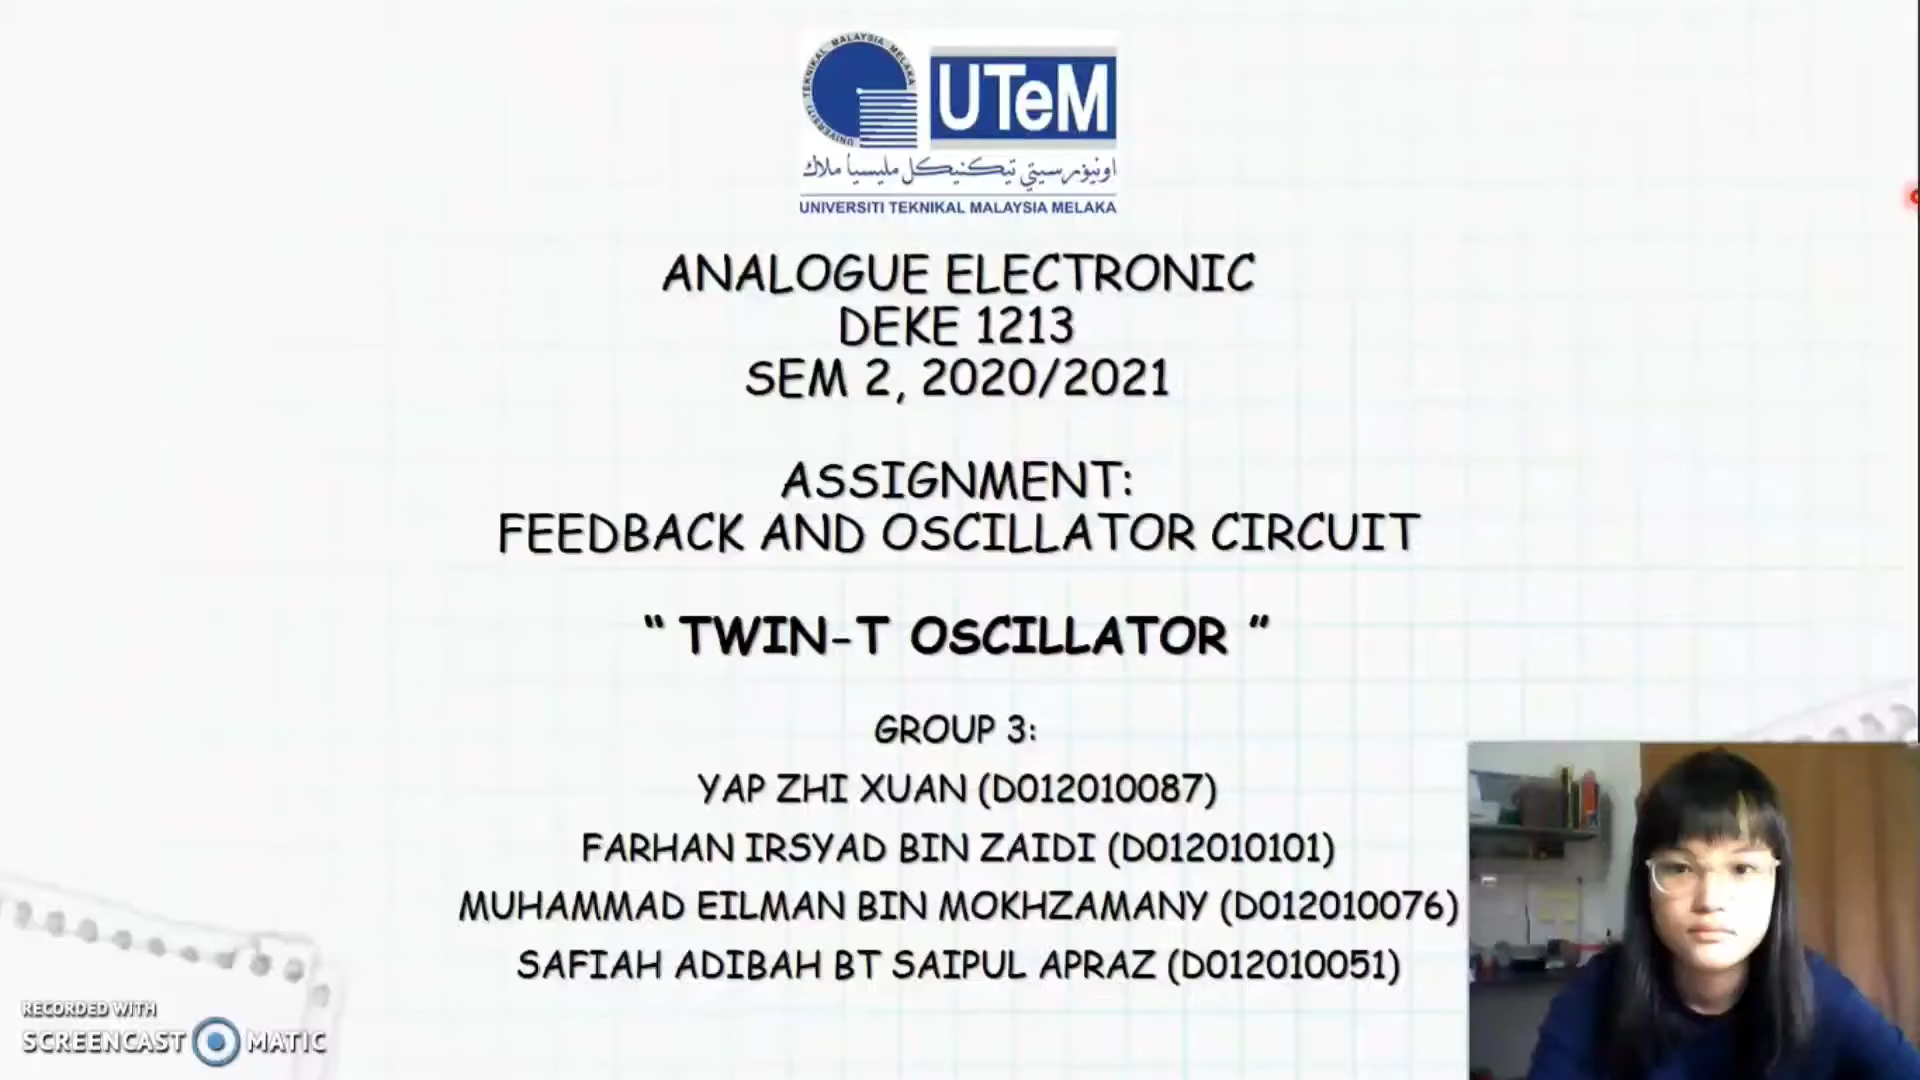 UNIVERSITI TEKNIKAL MALAYSIA MELAKA
UTeM
اونيۏرسيتي تيكنيكل مليسيا ملاك
UNIVERSITI TEKNIKAL MALAYSIA MELAKA
ANALOGUE ELECTRONIC
DEKE 1213
SEM 2, 2020/2021
ASSIGNMENT:
FEEDBACK AND OSCILLATOR CIRCUIT
“ TWIN-T OSCILLATOR ”
GROUP 3:
YAP ZHI XUAN (D012010087)
FARHAN IRSYAD BIN ZAIDI (D012010101)
MUHAMMAD EILMAN BIN MOKHZAMANY (D012010076)
SAFIAH ADIBAH BT SAIPUL APRAZ (D012010051)
RECORDED WITH
SCREENCAST MATIC